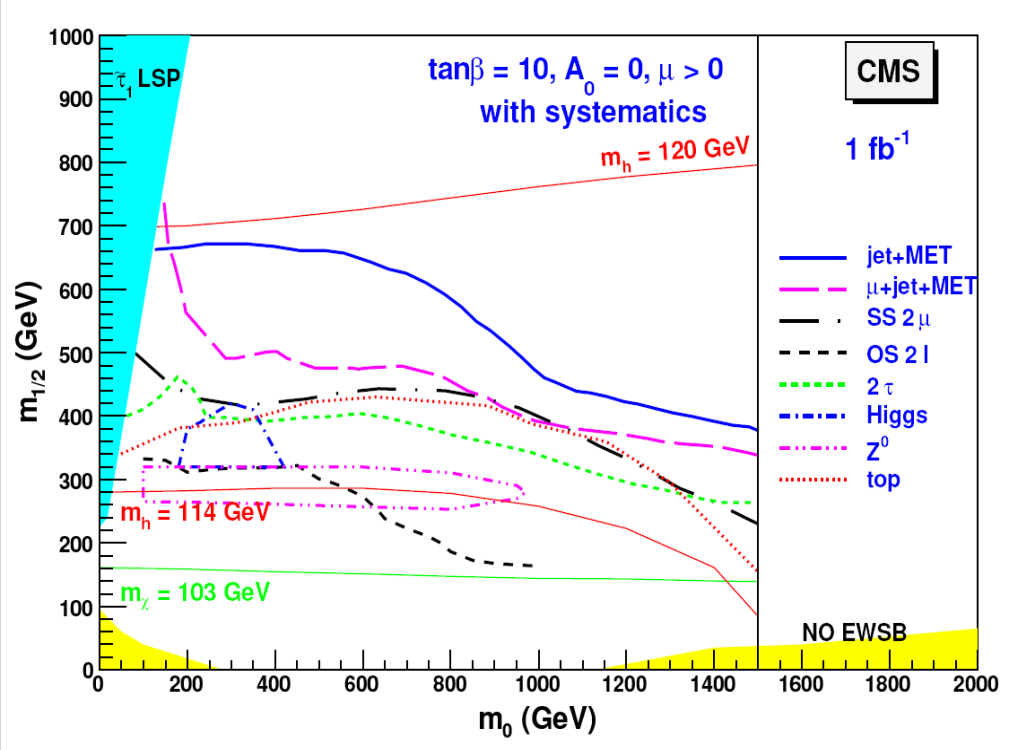 1000
900
800
700
600
500
400
300
200
100
0
m1/2 (GeV)
τ̃1 LSP
tanβ = 10, A0 = 0, μ > 0
with systematics
mh = 120 GeV
CMS
1 fb-1
jet+MET
μ+jet+MET
SS 2 μ
OS 2 l
2 τ
Higgs
Z0
top
mh = 114 GeV
mχ = 103 GeV
NO EWSB
0 200 400 600 800 1000 1200 1400 1600 1800 2000
m0 (GeV)